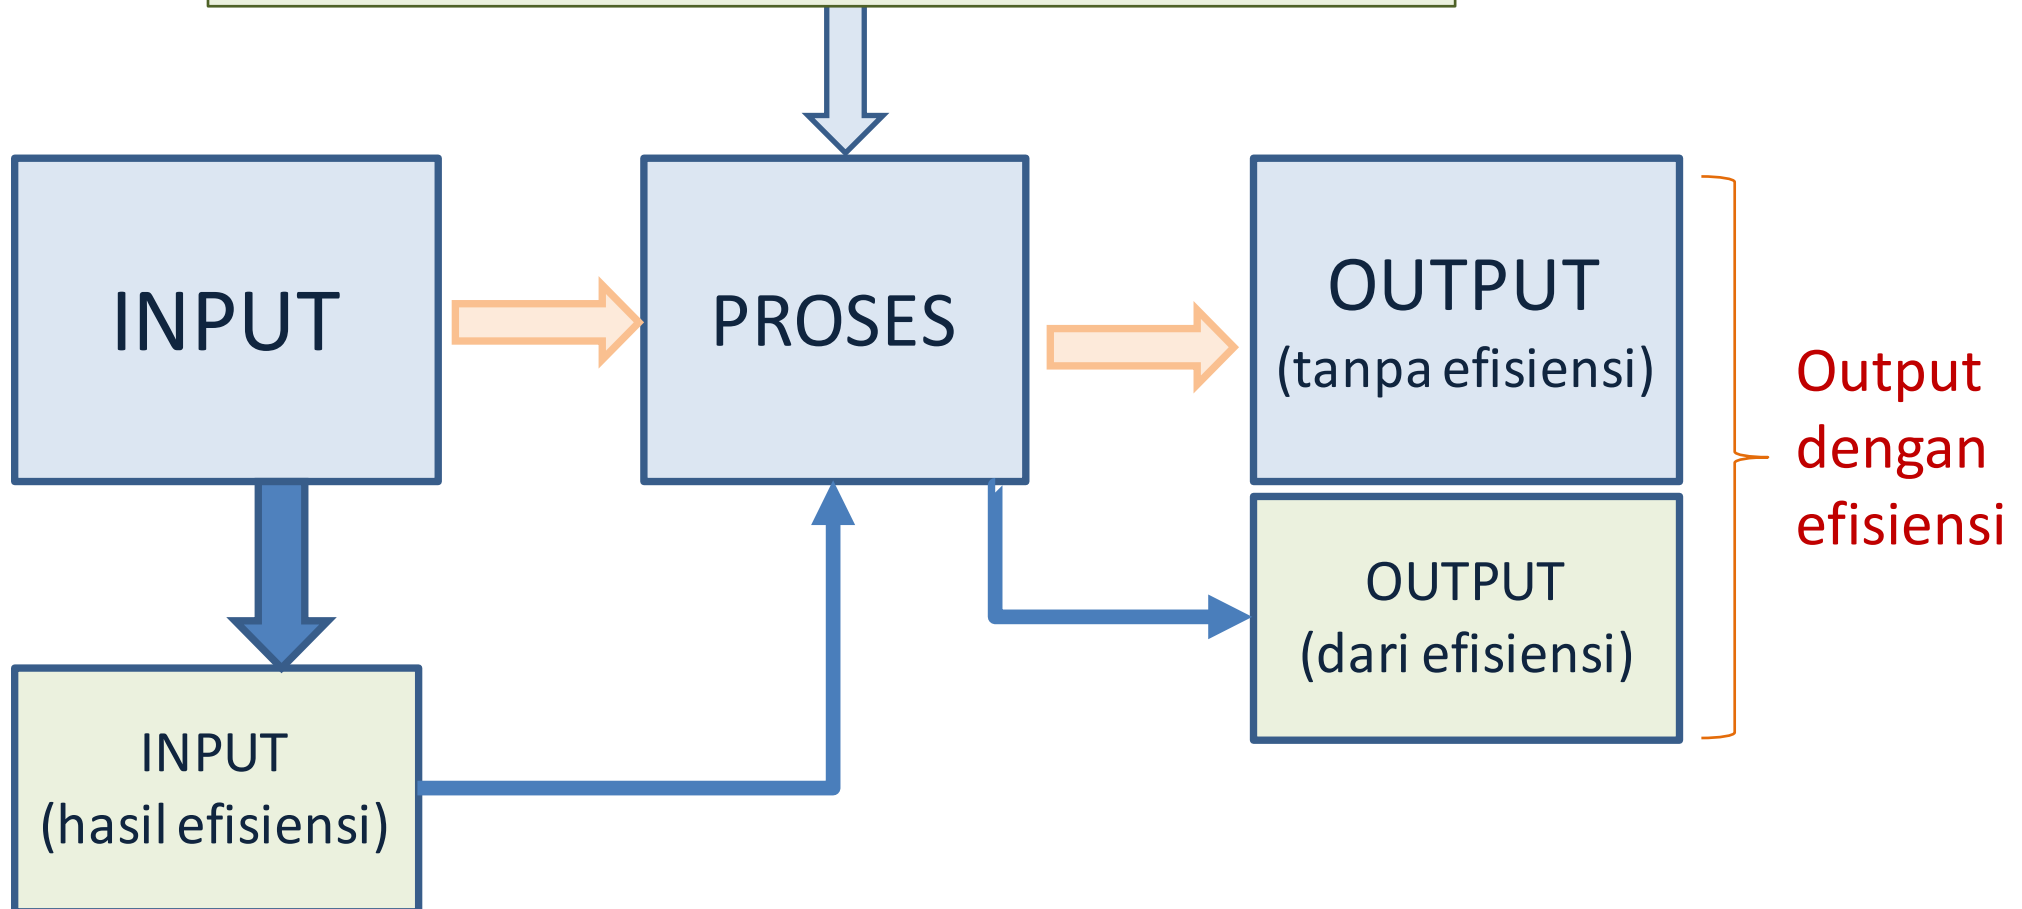 INPUT
PROSES
OUTPUT
(tanpa efisiensi)
Output
dengan
efisiensi
OUTPUT
(dari efisiensi)
INPUT
(hasil efisiensi)